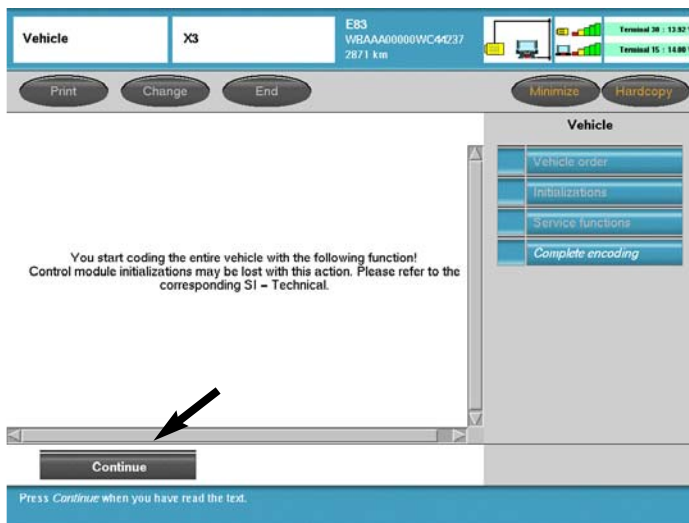 Vehicle
X3
E83
WBAAA00000WC44237
2871 km
Terminal 30 : 13.92
Terminal 15 : 14.00
Print
Change
End
Minimize
Hardcopy
Vehicle
Vehicle order
Initializations
Service functions
Complete encoding
You start coding the entire vehicle with the following function!
Control module initializations may be lost with this action. Please refer to the
corresponding SI – Technical.
Continue
Press Continue when you have read the text.